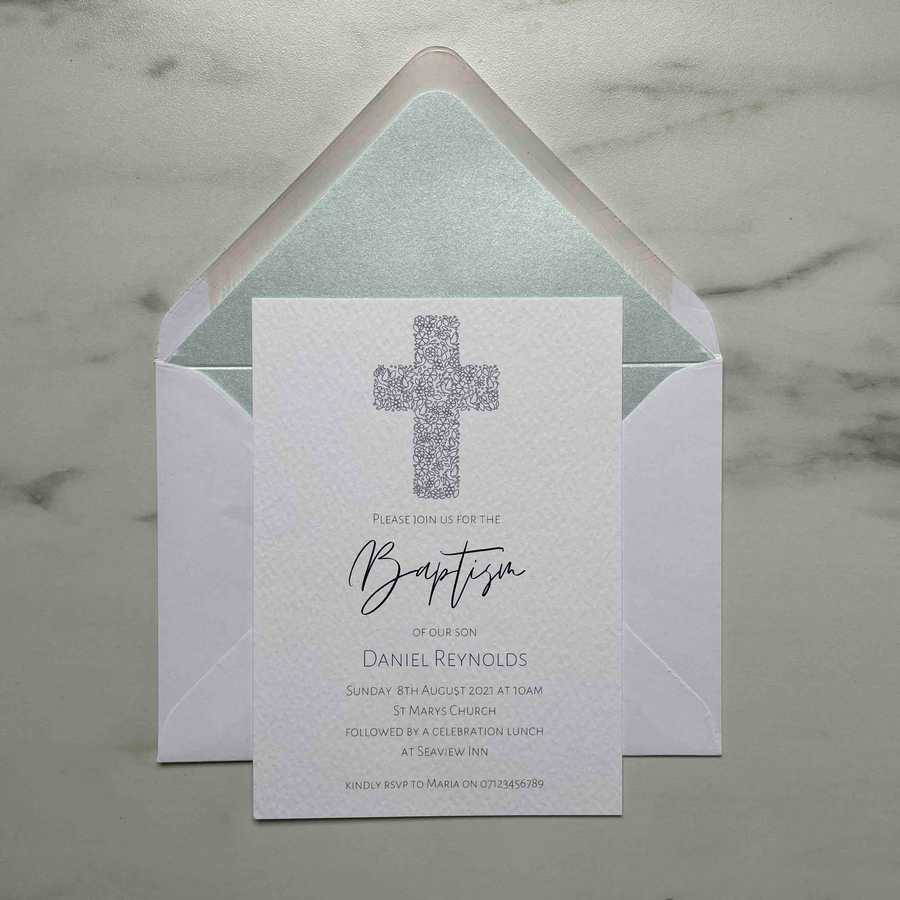 Please join us for the
Baptism
of our son
Daniel Reynolds
Sunday 8th August 2021 at 10am
St Marys Church
followed by a celebration lunch
at Seaview Inn
kindly rsvp to Maria on 07123456789